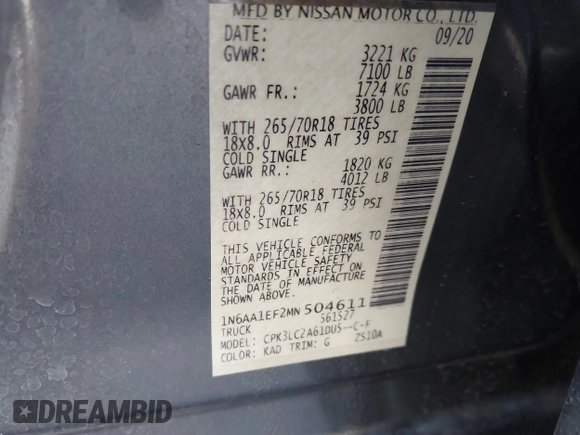 MFD BY NISSAN MOTOR CO., LTD.
DATE: 09/20
GVWR: 3221 KG
7100 LB
GAWR FR.: 1724 KG
3800 LB
WITH 265/70R18 TIRES
18X8.0 RIMS AT 39 PSI
COLD SINGLE
GAWR RR.: 1820 KG
4012 LB
WITH 265/70R18 TIRES
18X8.0 RIMS AT 39 PSI
COLD SINGLE
THIS VEHICLE CONFORMS TO
ALL APPLICABLE FEDERAL
MOTOR VEHICLE SAFETY
STANDARDS IN EFFECT ON
THE DATE OF MANUFACTURE
SHOWN ABOVE.
1N6AA1EF2MN504611
TRUCK 561527
MODEL: CPK3LC2A61DUS--C-F
COLOR: KAD TRIM: G ZS10A
DREAMBID